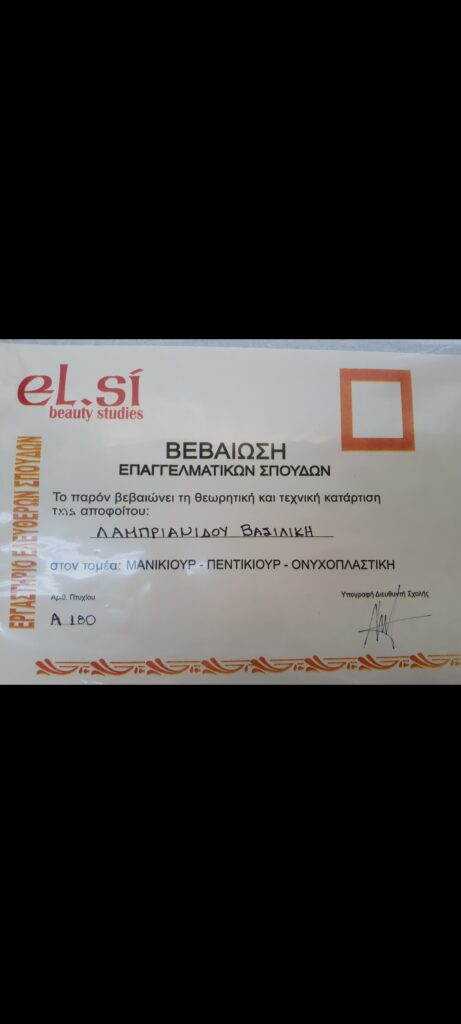 eL.sí
beauty studies
ΕΡΓΑΣΤΗΡΙΟ ΕΛΕΥΘΕΡΩΝ ΣΠΟΥΔΩΝ
ΒΕΒΑΙΩΣΗ
ΕΠΑΓΓΕΛΜΑΤΙΚΩΝ ΣΠΟΥΔΩΝ
Το παρόν βεβαιώνει τη θεωρητική και τεχνική κατάρτιση
της αποφοίτου:
ΛΑΜΠΡΙΑΝΙΔΟΥ ΒΑΣΙΛΙΚΗ
στον τομέα: ΜΑΝΙΚΙΟΥΡ - ΠΕΝΤΙΚΙΟΥΡ - ΟΝΥΧΟΠΛΑΣΤΙΚΗ
Αριθ. Πτυχίου
Υπογραφή Διευθυντή Σχολής
Α 180